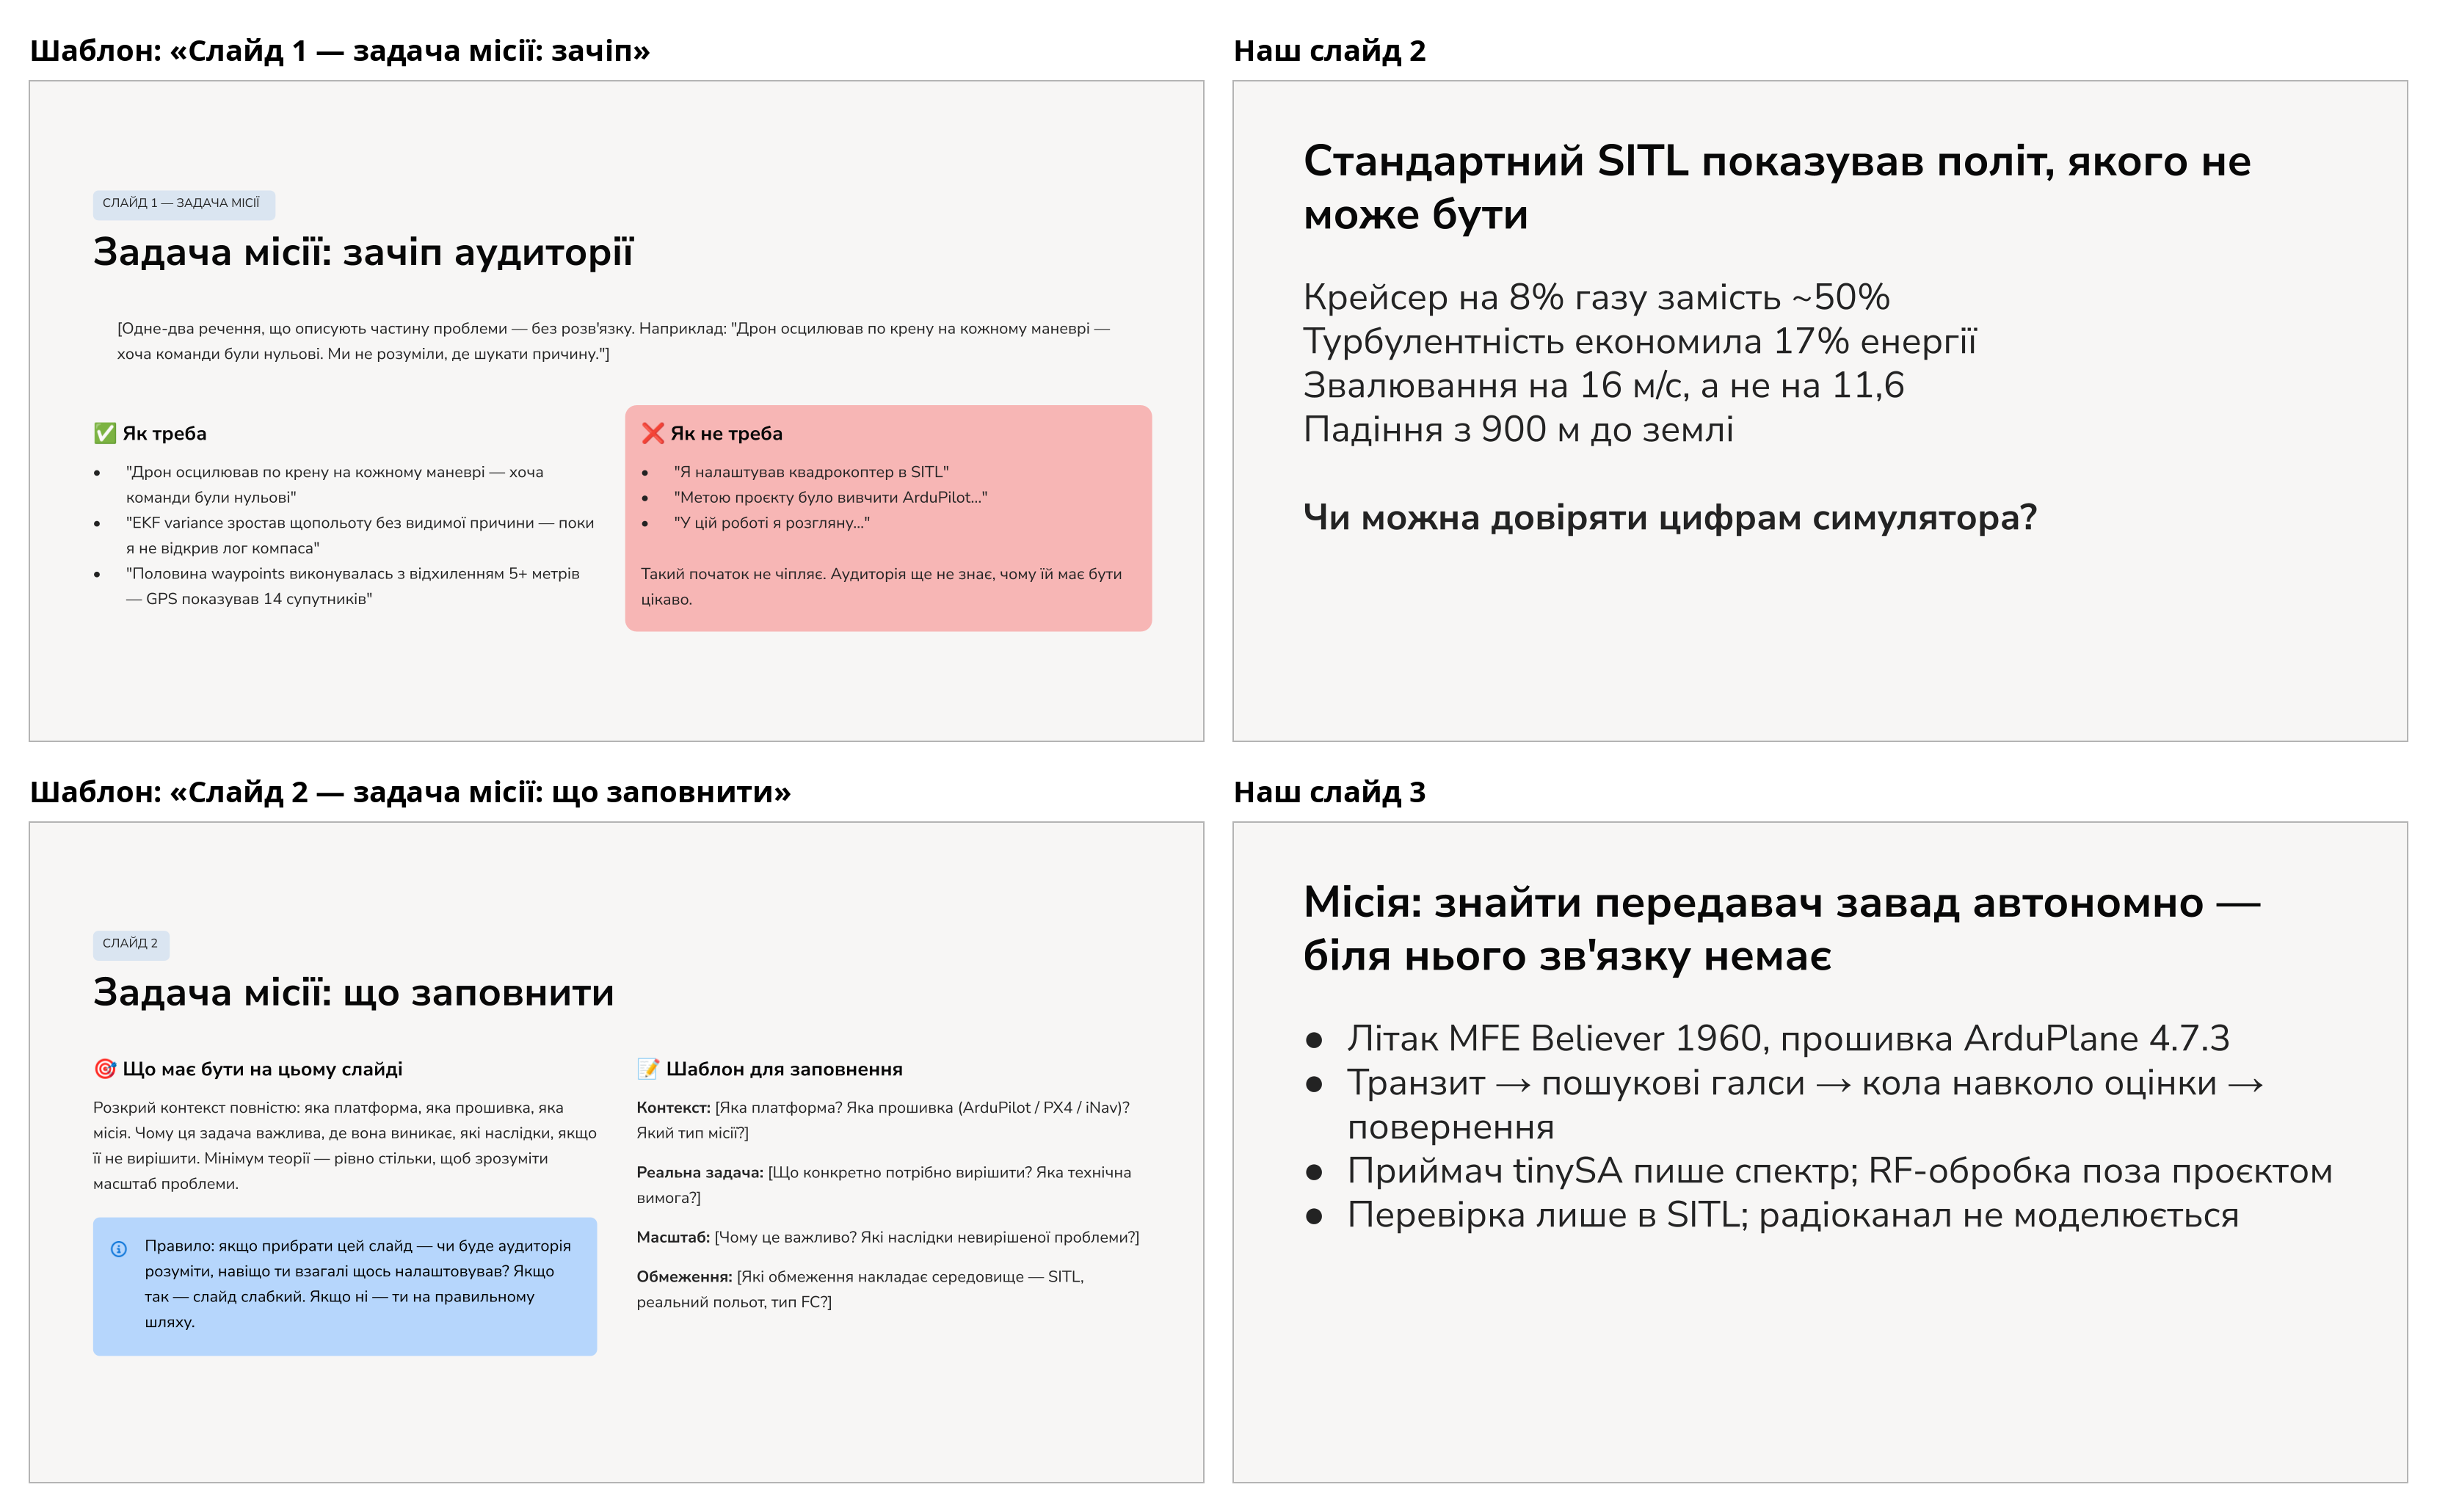 Шаблон: «Слайд 1 — задача місії: зачіп»
СЛАЙД 1 — ЗАДАЧА МІСІЇ
Задача місії: зачіп аудиторії
[Одне-два речення, що описують частину проблеми — без розв'язку. Наприклад: "Дрон осцилював по крену на кожному маневрі —
хоча команди були нульові. Ми не розуміли, де шукати причину."]
✅ Як треба
• "Дрон осцилював по крену на кожному маневрі — хоча
команди були нульові"
• "EKF variance зростав щопольоту без видимої причини — поки
я не відкрив лог компаса"
• "Половина waypoints виконувалась з відхиленням 5+ метрів
— GPS показував 14 супутників"
❌ Як не треба
• "Я налаштував квадрокоптер в SITL"
• "Метою проєкту було вивчити ArduPilot..."
• "У цій роботі я розгляну..."
Такий початок не чіпляє. Аудиторія ще не знає, чому їй має бути
цікаво.
Наш слайд 2
Стандартний SITL показував політ, якого не
може бути
Крейсер на 8% газу замість ~50%
Турбулентність економила 17% енергії
Звалювання на 16 м/с, а не на 11,6
Падіння з 900 м до землі
Чи можна довіряти цифрам симулятора?
Шаблон: «Слайд 2 — задача місії: що заповнити»
СЛАЙД 2
Задача місії: що заповнити
🎯 Що має бути на цьому слайді
Розкрий контекст повністю: яка платформа, яка прошивка, яка
місія. Чому ця задача важлива, де вона виникає, які наслідки, якщо
її не вирішити. Мінімум теорії — рівно стільки, щоб зрозуміти
масштаб проблеми.
Правило: якщо прибрати цей слайд — чи буде аудиторія
розуміти, навіщо ти взагалі щось налаштовував? Якщо
так — слайд слабкий. Якщо ні — ти на правильному
шляху.
📝 Шаблон для заповнення
Контекст: [Яка платформа? Яка прошивка (ArduPilot / PX4 / iNav)?
Який тип місії?]
Реальна задача: [Що конкретно потрібно вирішити? Яка технічна
вимога?]
Масштаб: [Чому це важливо? Які наслідки невирішеної проблеми?]
Обмеження: [Які обмеження накладає середовище — SITL,
реальний польот, тип FC?]
Наш слайд 3
Місія: знайти передавач завад автономно —
біля нього зв'язку немає
● Літак MFE Believer 1960, прошивка ArduPlane 4.7.3
● Транзит → пошукові галси → кола навколо оцінки →
повернення
● Приймач tinySA пише спектр; RF-обробка поза проєктом
● Перевірка лише в SITL; радіоканал не моделюється